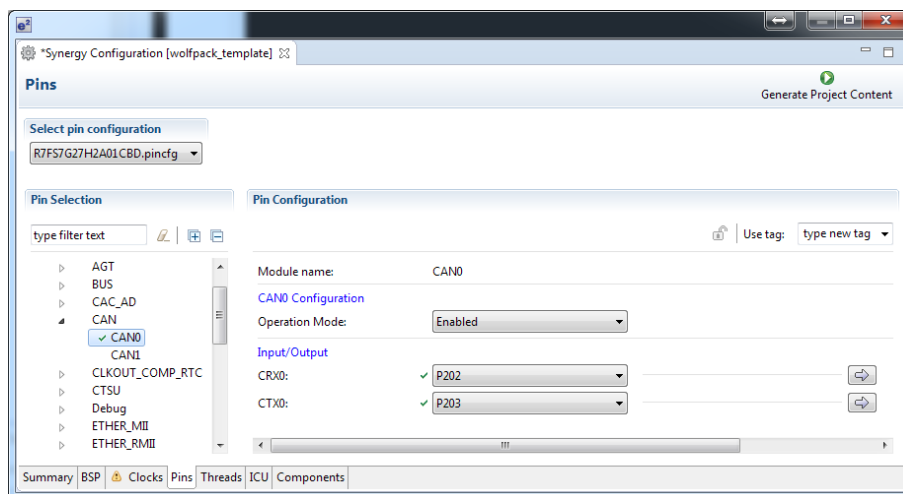 e²
*Synergy Configuration [wolfpack_template]
Pins
Generate Project Content
Select pin configuration
R7FS7G27H2A01CBD.pincfg
Pin Selection
Pin Configuration
type filter text
Use tag: type new tag
AGT
BUS
CAC_AD
CAN
CAN0
CAN1
CLKOUT_COMP_RTC
CTSU
Debug
ETHER_MII
ETHER_RMII
Module name: CAN0
CAN0 Configuration
Operation Mode: Enabled
Input/Output
CRX0: P202
CTX0: P203
Summary BSP Clocks Pins Threads ICU Components